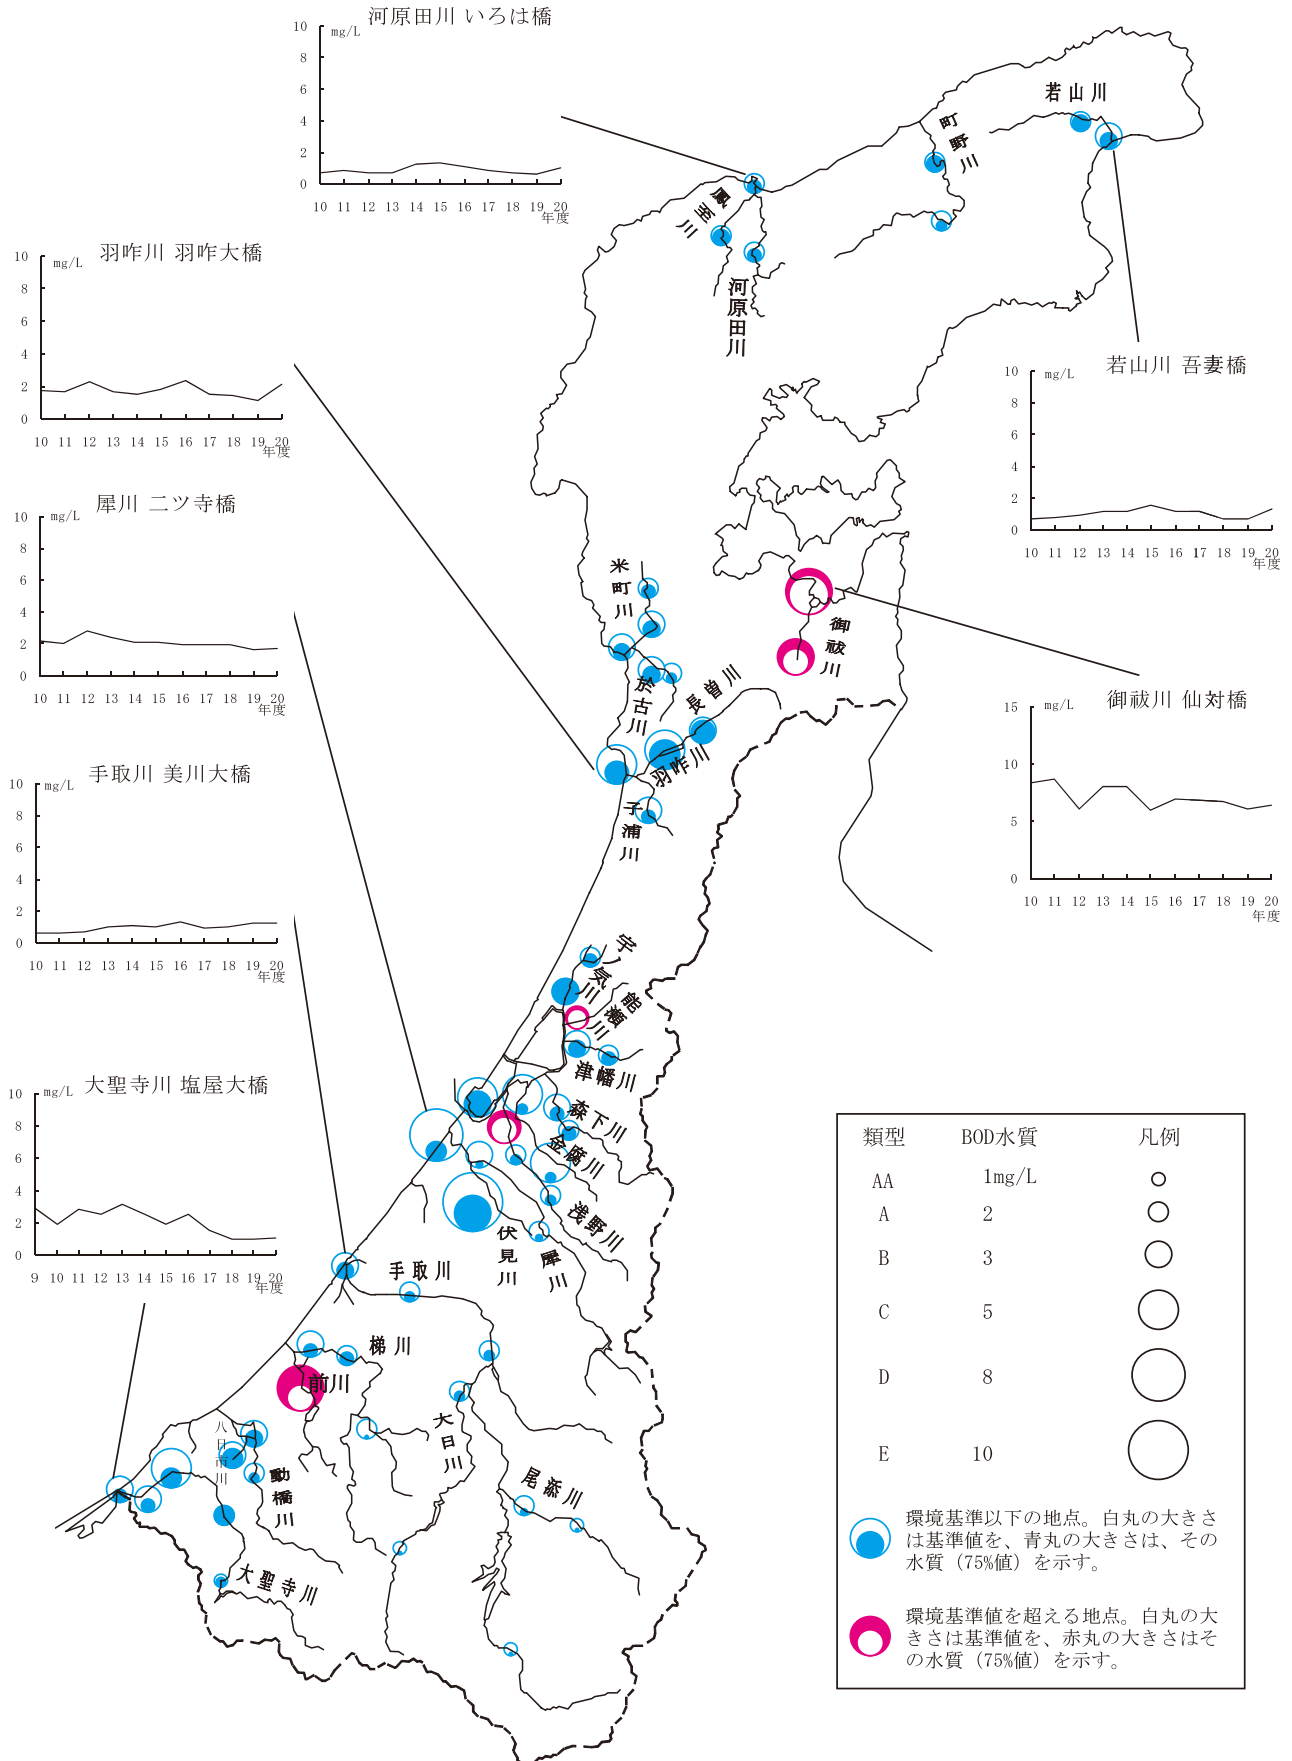 河原田川 いろは橋
mg/L
10
8
6
4
2
0
10 11 12 13 14 15 16 17 18 19 20
年度
羽咋川 羽咋大橋
mg/L
10
8
6
4
2
0
10 11 12 13 14 15 16 17 18 19 20
年度
犀川 二ツ寺橋
mg/L
10
8
6
4
2
0
10 11 12 13 14 15 16 17 18 19 20
年度
手取川 美川大橋
mg/L
10
8
6
4
2
0
10 11 12 13 14 15 16 17 18 19 20
年度
大聖寺川 塩屋大橋
mg/L
10
8
6
4
2
0
9 10 11 12 13 14 15 16 17 18 19 20
年度
若山川 吾妻橋
mg/L
10
8
6
4
2
0
10 11 12 13 14 15 16 17 18 19 20
年度
御祓川 仙対橋
mg/L
15
10
5
0
10 11 12 13 14 15 16 17 18 19 20
年度
若山川
町野川
鳳至川
河原田川
米町川
御祓川
於古川
長曽川
羽咋川
子浦川
宇ノ気川
能瀬川
津幡川
森下川
金腐川
浅野川
犀川
伏見川
手取川
梯川
前川
大日川
尾添川
八日市川
動橋川
大聖寺川
類型 BOD水質 凡例
AA 1mg/L
A 2
B 3
C 5
D 8
E 10
環境基準以下の地点。白丸の大きさ
は基準値を、青丸の大きさは、その
水質（75%値）を示す。
環境基準値を超える地点。白丸の大
きさは基準値を、赤丸の大きさはそ
の水質（75%値）を示す。